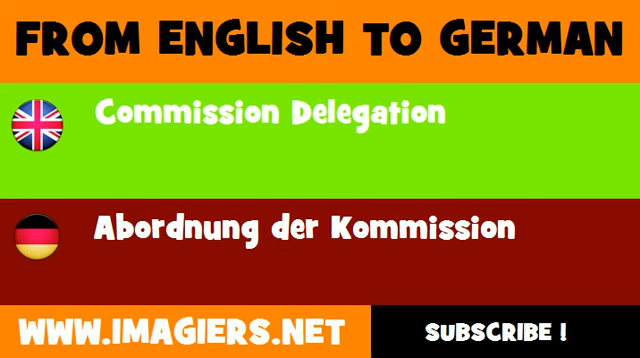 FROM ENGLISH TO GERMAN
Commission Delegation
Abordnung der Kommission
WWW.IMAGIERS.NET
SUBSCRIBE !